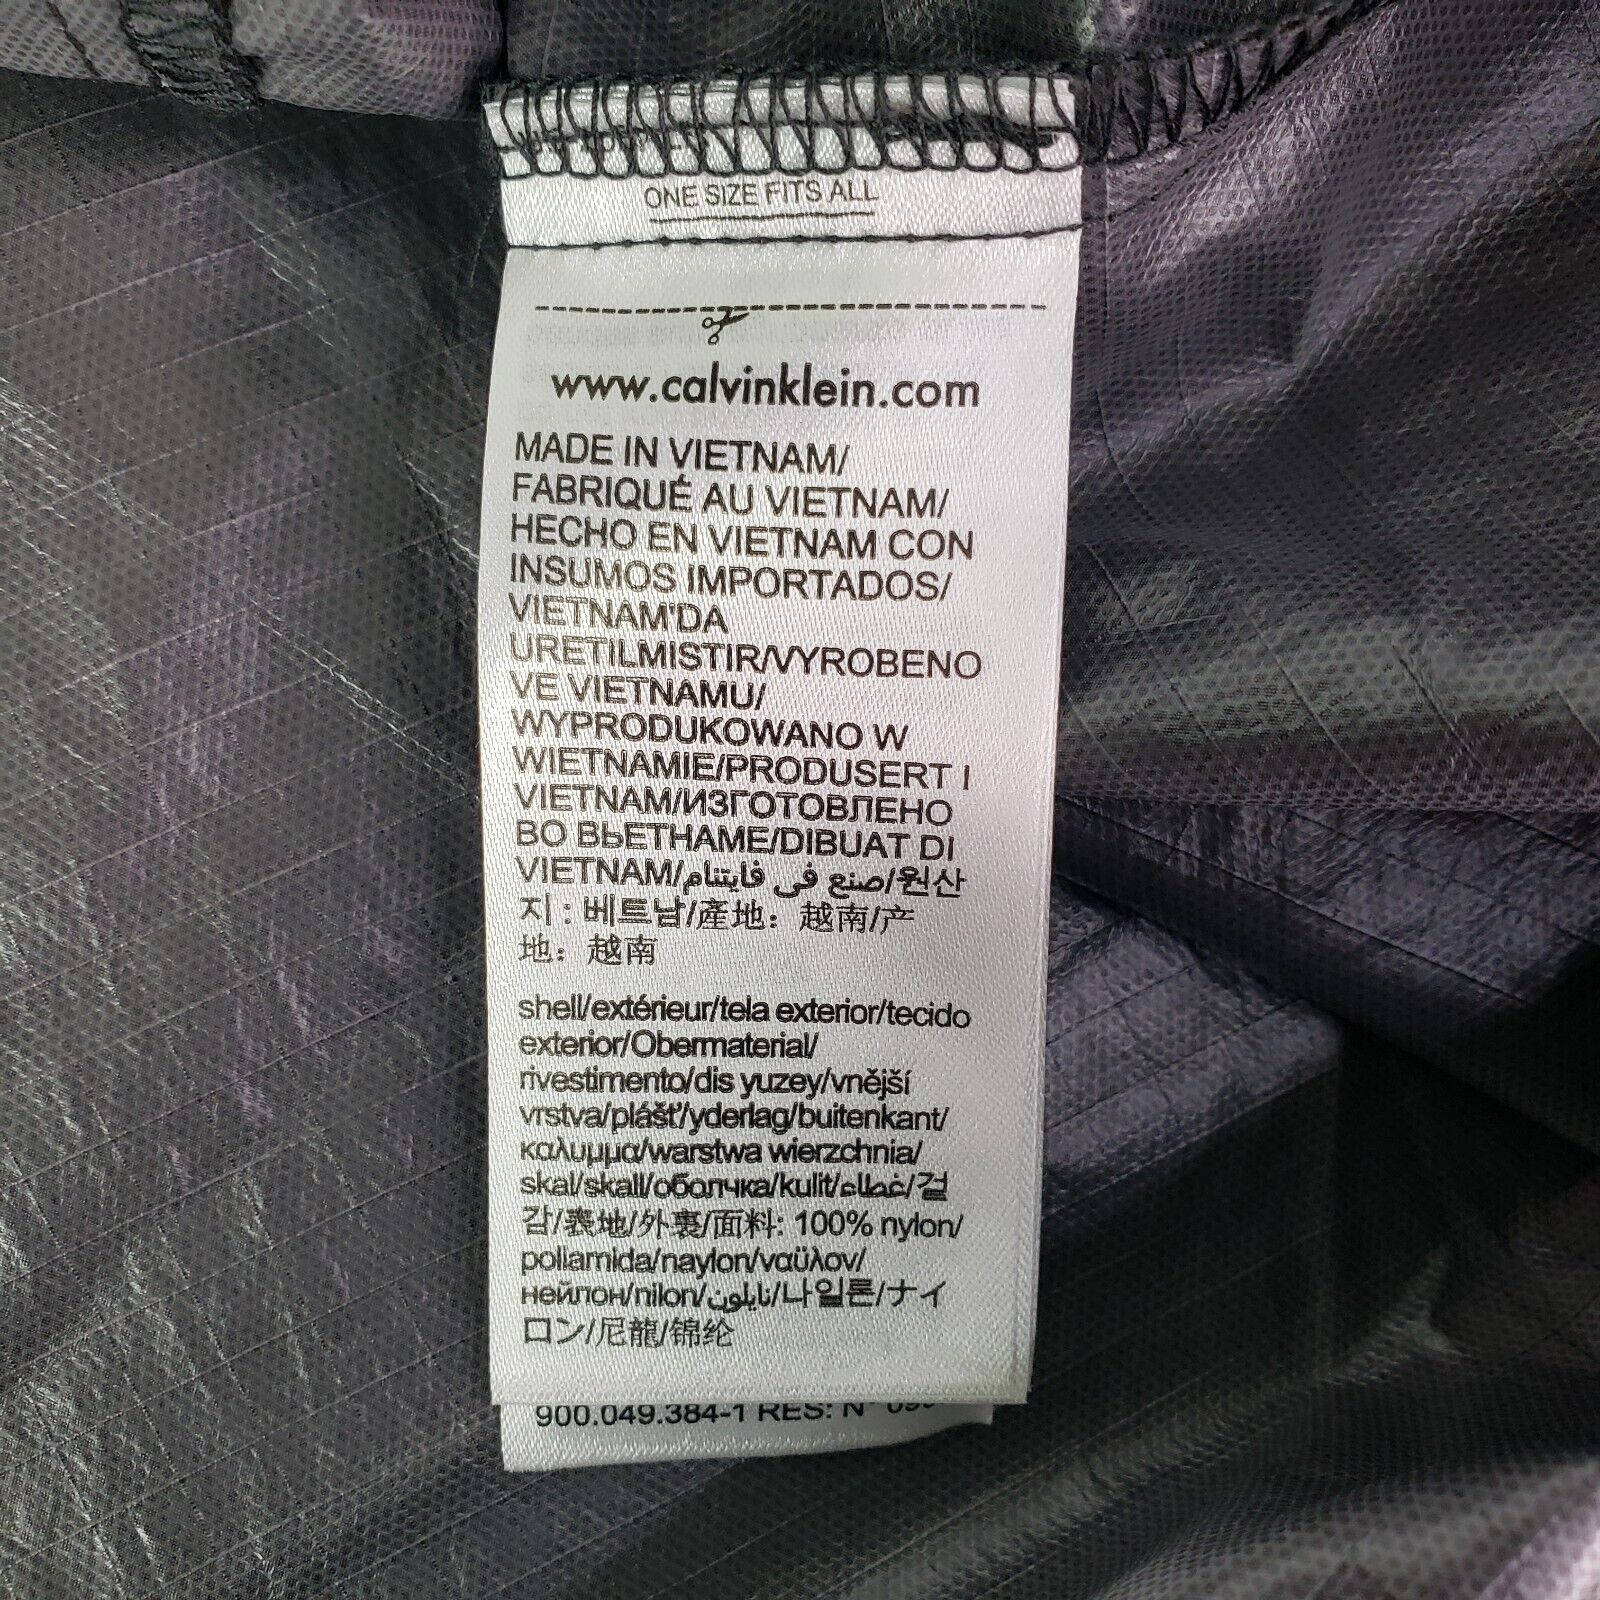 ONE SIZE FITS ALL
www.calvinklein.com
MADE IN VIETNAM/
FABRIQUÉ AU VIETNAM/
HECHO EN VIETNAM CON
INSUMOS IMPORTADOS/
VIETNAM'DA
URETILMISTIR/VYROBENO
VE VIETNAMU/
WYPRODUKOWANO W
WIETNAMIE/PRODUSERT I
VIETNAM/ИЗГОТОВЛЕНО
ВО ВЬЕТНАМЕ/DIBUAT DI
VIETNAM/صنع في فايتنام/원산
지 : 베트남/產地：越南/产
地：越南
shell/extérieur/tela exterior/tecido
exterior/Obermaterial/
rivestimento/dis yuzey/vnější
vrstva/plášť/yderlag/buitenkant/
καλυμμα/warstwa wierzchnia/
skal/skall/оболчка/kulit/غطاء/겉
감/表地/外裏/面料: 100% nylon/
poliamida/naylon/ναϋλον/
нейлон/nilon/نايلون/나일론/ナイ
ロン/尼龍/锦纶
900.049.384-1 RES: N°